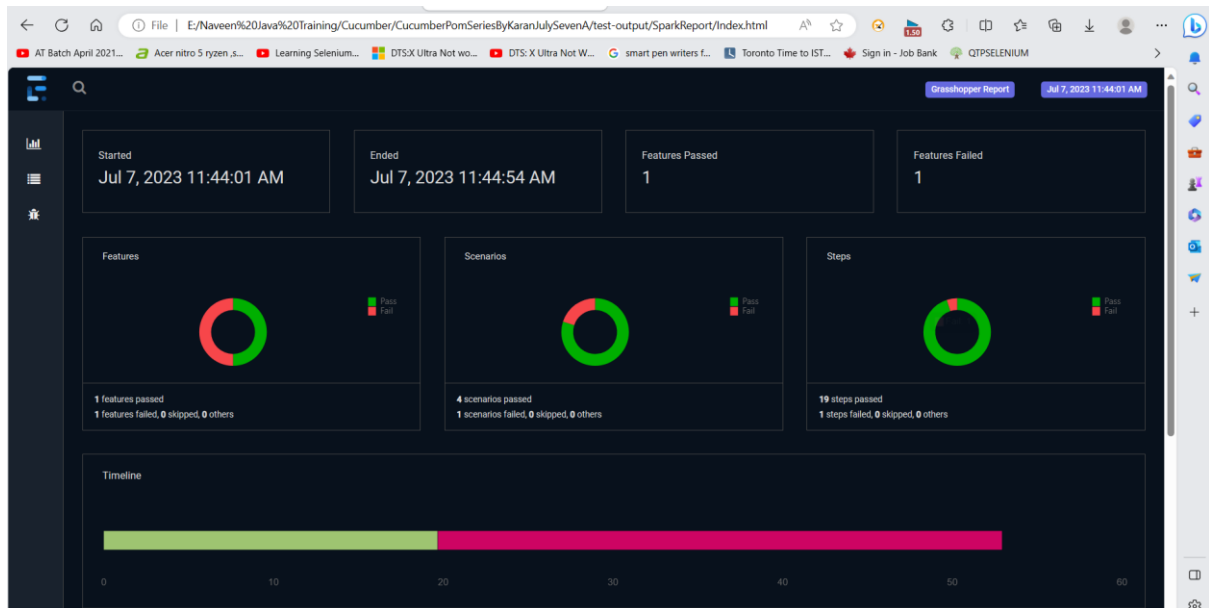 File | E:/Naveen%20Java%20Training/Cucumber/CucumberPomSeriesByKaranJulySevenA/test-output/SparkReport/Index.html
1.50
AT Batch April 2021... Acer nitro 5 ryzen ,s... Learning Selenium... DTS:X Ultra Not wo... DTS: X Ultra Not W... smart pen writers f... Toronto Time to IST... Sign in - Job Bank QTPSELENIUM
Grasshopper Report Jul 7, 2023 11:44:01 AM
Started Ended Features Passed Features Failed
Jul 7, 2023 11:44:01 AM Jul 7, 2023 11:44:54 AM 1 1
Features Scenarios Steps
Pass Pass Pass
Fail Fail Fail
1 features passed 4 scenarios passed 19 steps passed
1 features failed, 0 skipped, 0 others 1 scenarios failed, 0 skipped, 0 others 1 steps failed, 0 skipped, 0 others
Timeline
0 10 20 30 40 50 60